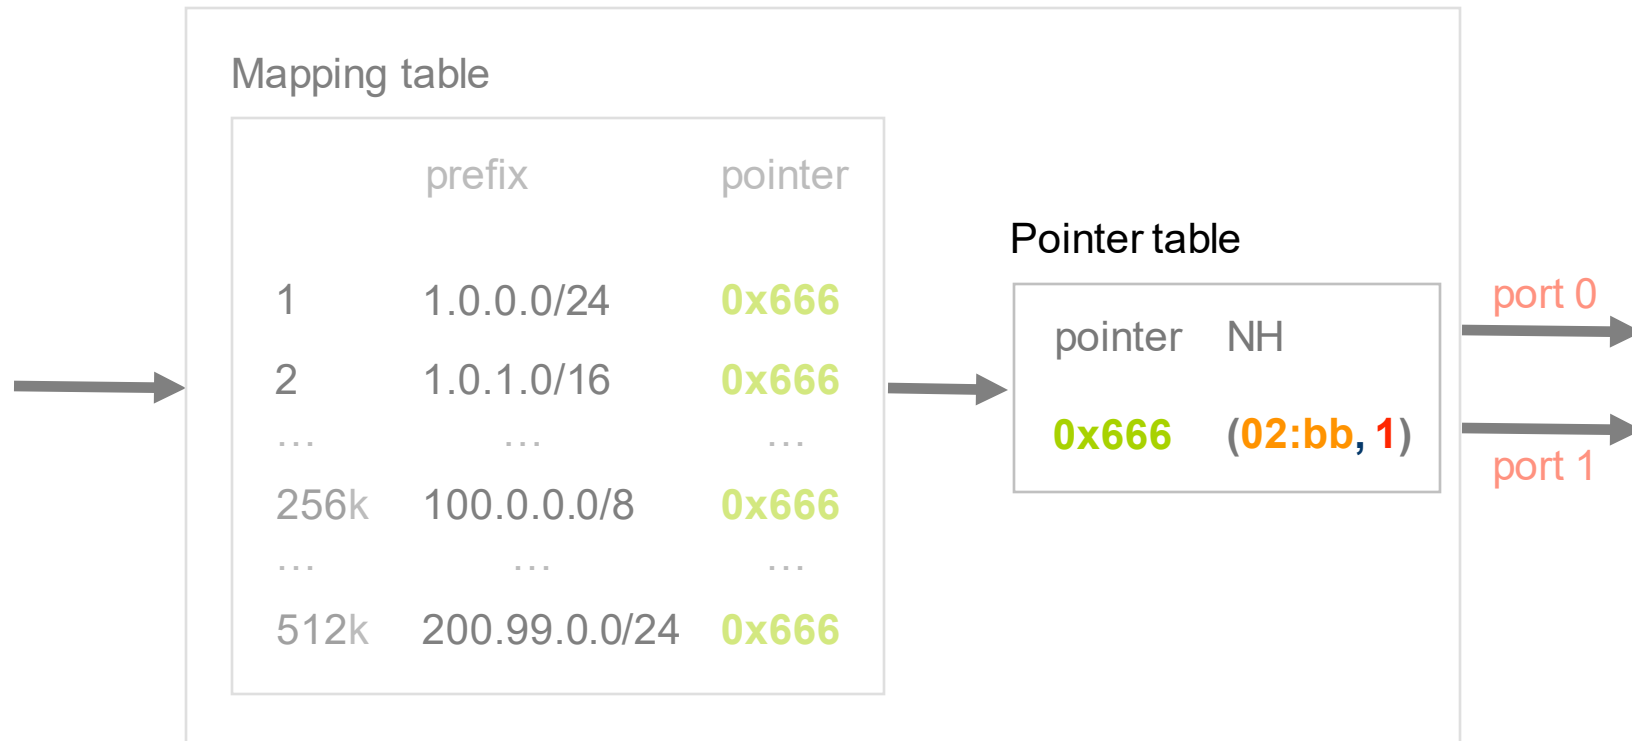 Mapping table
prefix pointer
1 1.0.0.0/24 0x666
2 1.0.1.0/16 0x666
... ... ...
256k 100.0.0.0/8 0x666
... ... ...
512k 200.99.0.0/24 0x666
Pointer table
pointer NH
0x666 (02:bb, 1)
port 0
port 1